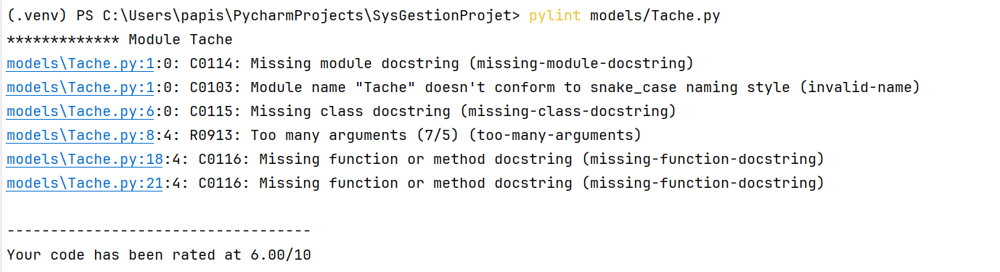 (.venv) PS C:\Users\papis\PycharmProjects\SysGestionProjet> pylint models/Tache.py
************* Module Tache
models\Tache.py:1:0: C0114: Missing module docstring (missing-module-docstring)
models\Tache.py:1:0: C0103: Module name "Tache" doesn't conform to snake_case naming style (invalid-name)
models\Tache.py:6:0: C0115: Missing class docstring (missing-class-docstring)
models\Tache.py:8:4: R0913: Too many arguments (7/5) (too-many-arguments)
models\Tache.py:18:4: C0116: Missing function or method docstring (missing-function-docstring)
models\Tache.py:21:4: C0116: Missing function or method docstring (missing-function-docstring)
-----------------------------------
Your code has been rated at 6.00/10